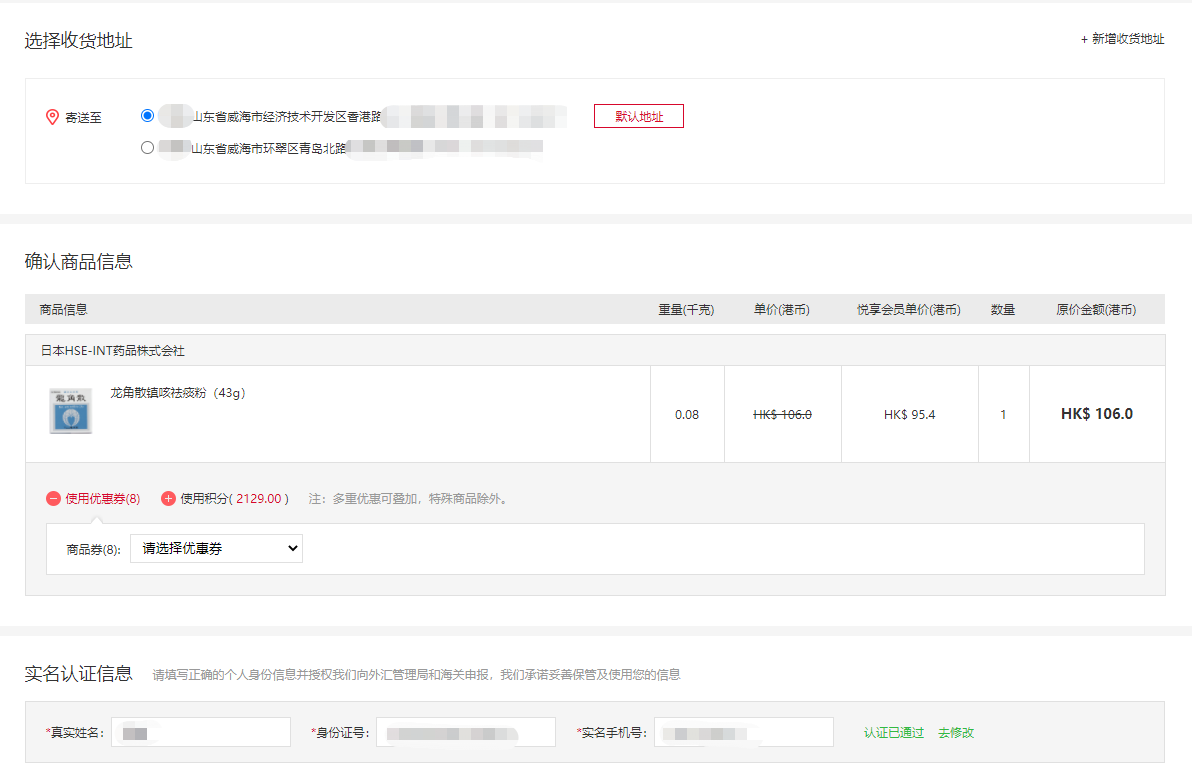 选择收货地址
+ 新增收货地址
寄送至
山东省威海市经济技术开发区香港路
默认地址
山东省威海市环翠区青岛北路
确认商品信息
商品信息 重量(千克) 单价(港币) 悦享会员单价(港币) 数量 原价金额(港币)
日本HSE-INT药品株式会社
龍角散
龙角散镇咳祛痰粉（43g）
0.08 HK$ 106.0 HK$ 95.4 1 HK$ 106.0
使用优惠券(8) 使用积分( 2129.00 ) 注：多重优惠可叠加，特殊商品除外。
商品券(8): 请选择优惠券
实名认证信息 请填写正确的个人身份信息并授权我们向外汇管理局和海关申报，我们承诺妥善保管及使用您的信息
*真实姓名: *身份证号: *实名手机号: 认证已通过 去修改